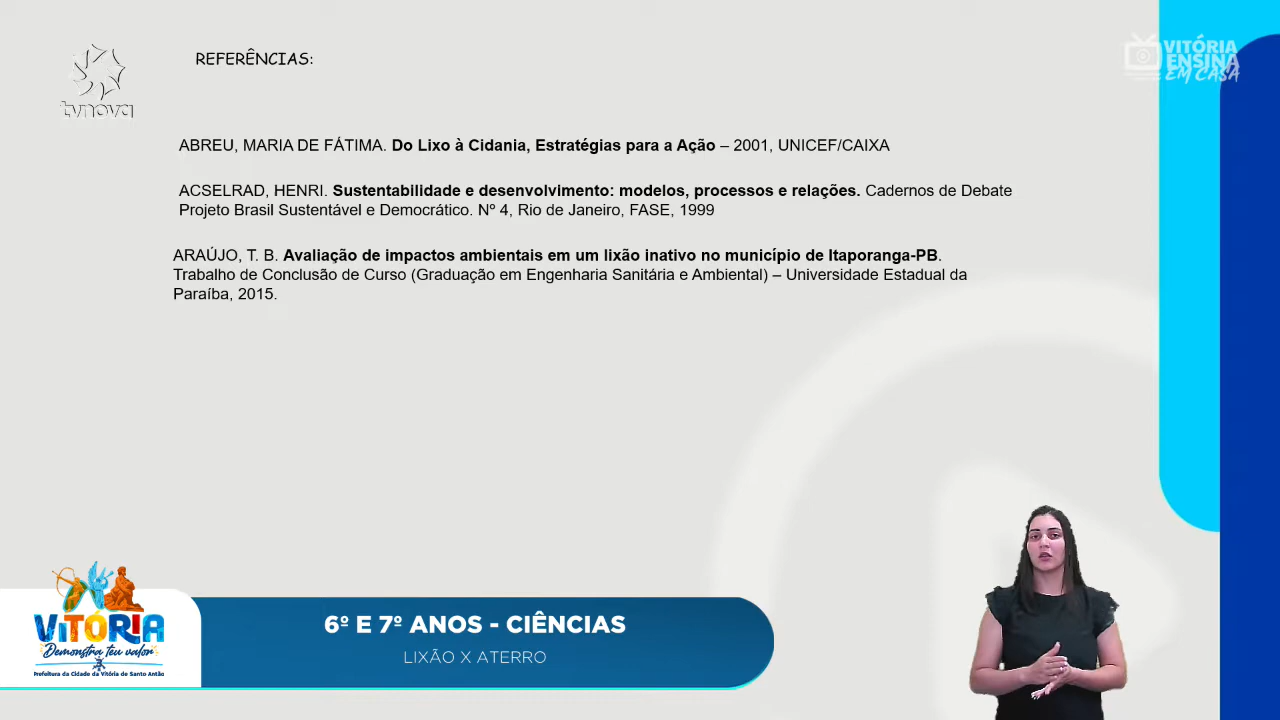 REFERÊNCIAS:
tvnova
VITÓRIA
ENSINA
EM CASA
ABREU, MARIA DE FÁTIMA. Do Lixo à Cidania, Estratégias para a Ação – 2001, UNICEF/CAIXA
ACSELRAD, HENRI. Sustentabilidade e desenvolvimento: modelos, processos e relações. Cadernos de Debate
Projeto Brasil Sustentável e Democrático. Nº 4, Rio de Janeiro, FASE, 1999
ARAÚJO, T. B. Avaliação de impactos ambientais em um lixão inativo no município de Itaporanga-PB.
Trabalho de Conclusão de Curso (Graduação em Engenharia Sanitária e Ambiental) – Universidade Estadual da
Paraíba, 2015.
VITÓRIA
Demonstra teu valor
Prefeitura da Cidade da Vitória de Santo Antão
6º E 7º ANOS - CIÊNCIAS
LIXÃO X ATERRO